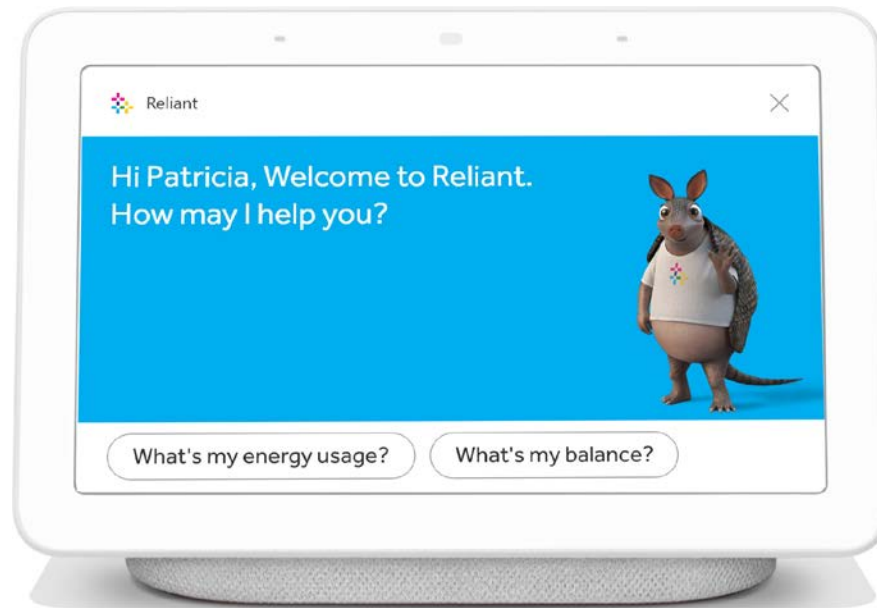 Reliant
Hi Patricia, Welcome to Reliant.
How may I help you?
What's my energy usage?
What's my balance?